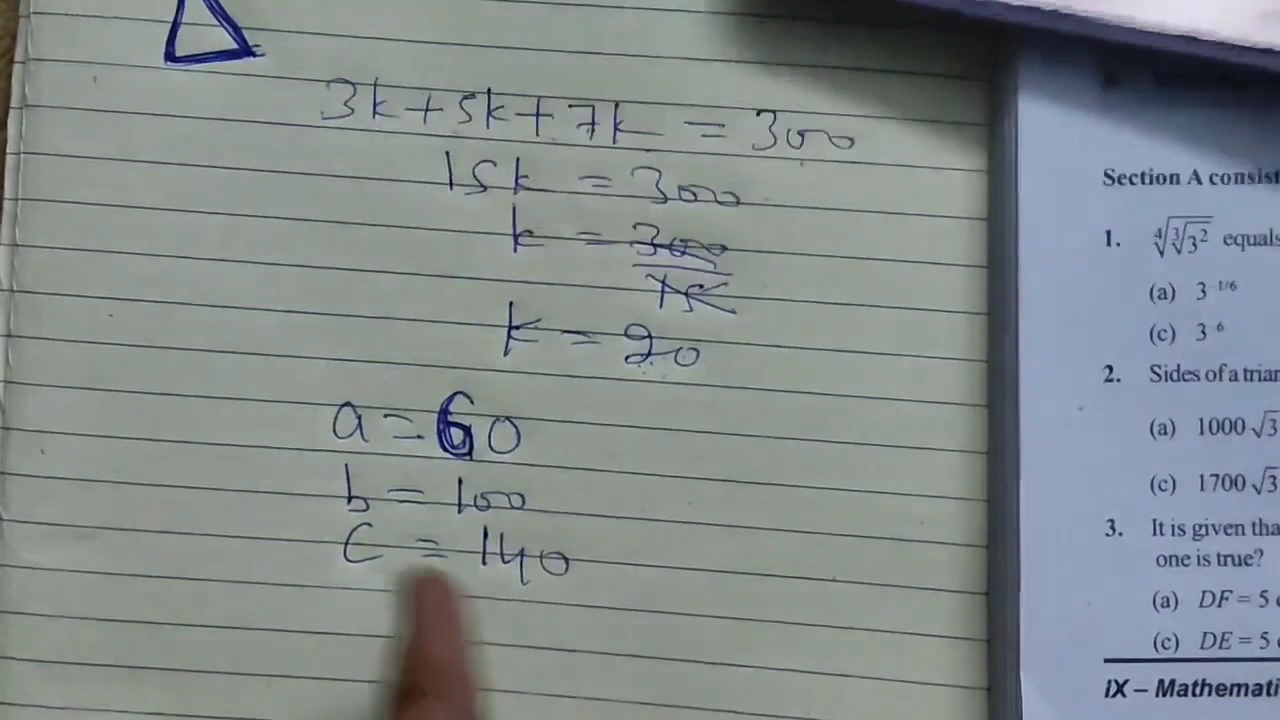 3k+5k+7k = 300
15k = 300
k = 300/15
k = 20
a = 60
b = 100
c = 140
Section A consist
1. ∜∛3² equals
(a) 3^-1/6
(c) 3^6
2. Sides of a trian
(a) 1000√3
(c) 1700√3
3. It is given tha
one is true?
(a) DF = 5 c
(c) DE = 5 c
IX – Mathemati